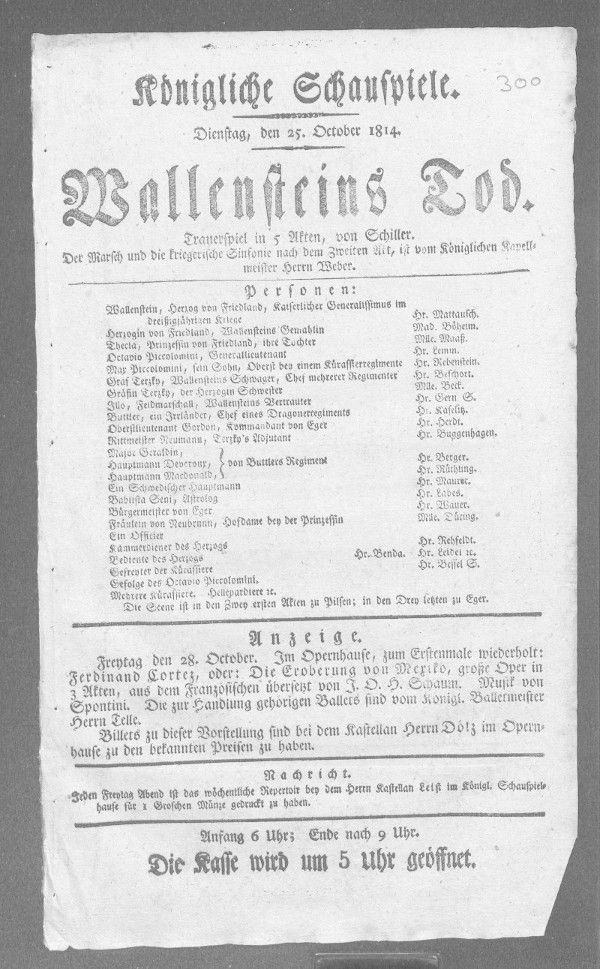 300
Königliche Schauspiele.
Dienstag, den 25. October 1814.
Wallensteins Tod.
Trauerspiel in 5 Akten, von Schiller.
Der Marsch und die kriegerische Sinfonie nach dem Zweiten Akt, ist vom Königlichen Kapell-
meister Herrn Weber.
Personen:
Wallenstein, Herzog von Friedland, Kaiserlicher Generalissimus im
dreißigjährigen Kriege Hr. Mattausch.
Herzogin von Friedland, Wallensteins Gemahlin Mad. Böheim.
Thecla, Prinzessin von Friedland, ihre Tochter Mlle. Maaß.
Octavio Piccolomini, Generallieutenant Hr. Lemm.
Max Piccolomini, sein Sohn, Oberst bey einem Kürassierregimente Hr. Rebenstein.
Graf Terzky, Wallensteins Schwager, Chef mehrerer Regimenter Hr. Beschort.
Gräfin Terzky, der Herzogin Schwester Mlle. Beck.
Illo, Feldmarschall, Wallensteins Vertrauter Hr. Gern S.
Buttler, ein Irrländer, Chef eines Dragonerregiments Hr. Kaselitz.
Oberstlieutenant Gordon, Kommandant von Eger Hr. Herdt.
Rittmeister Neumann, Terzky's Adjutant Hr. Buggenhagen.
Major Geraldin,
Hauptmann Deveroux, von Buttlers Regiment Hr. Berger.
Hauptmann Macdonald, Hr. Rüthling.
Ein Schwedischer Hauptmann Hr. Maurer.
Baptista Seni, Astrolog Hr. Labes.
Bürgermeister von Eger Hr. Wauer.
Fräulein von Neubrunn, Hofdame bey der Prinzessin Mlle. Düring.
Ein Officier
Kammerdiener des Herzogs Hr. Rehfeldt.
Bediente des Herzogs Hr. Benda. Hr. Leidel ꝛc.
Gefreyter der Kürassiere Hr. Bessel S.
Gefolge des Octavio Piccolomini.
Mehrere Kürassiere. Hellepardiere ꝛc.
Die Scene ist in den Zwey ersten Akten zu Pilsen; in den Drey letzten zu Eger.
Anzeige.
Freytag den 28. October. Im Opernhause, zum Erstenmale wiederholt:
Ferdinand Cortez, oder: Die Eroberung von Mexiko, große Oper in
3 Akten, aus dem Französischen übersetzt von J. O. H. Schaum. Musik von
Spontini. Die zur Handlung gehörigen Ballets sind vom Königl. Balletmeister
Herrn Telle.
Billets zu dieser Vorstellung sind bei dem Kastellan Herrn Dölz im Opern-
hause zu den bekannten Preisen zu haben.
Nachricht.
Jeden Freytag Abend ist das wöchentliche Repertoir bey dem Herrn Kastellan Leist im Königl. Schauspiel-
hause für 1 Groschen Münze gedruckt zu haben.
Anfang 6 Uhr; Ende nach 9 Uhr.
Die Kasse wird um 5 Uhr geöffnet.